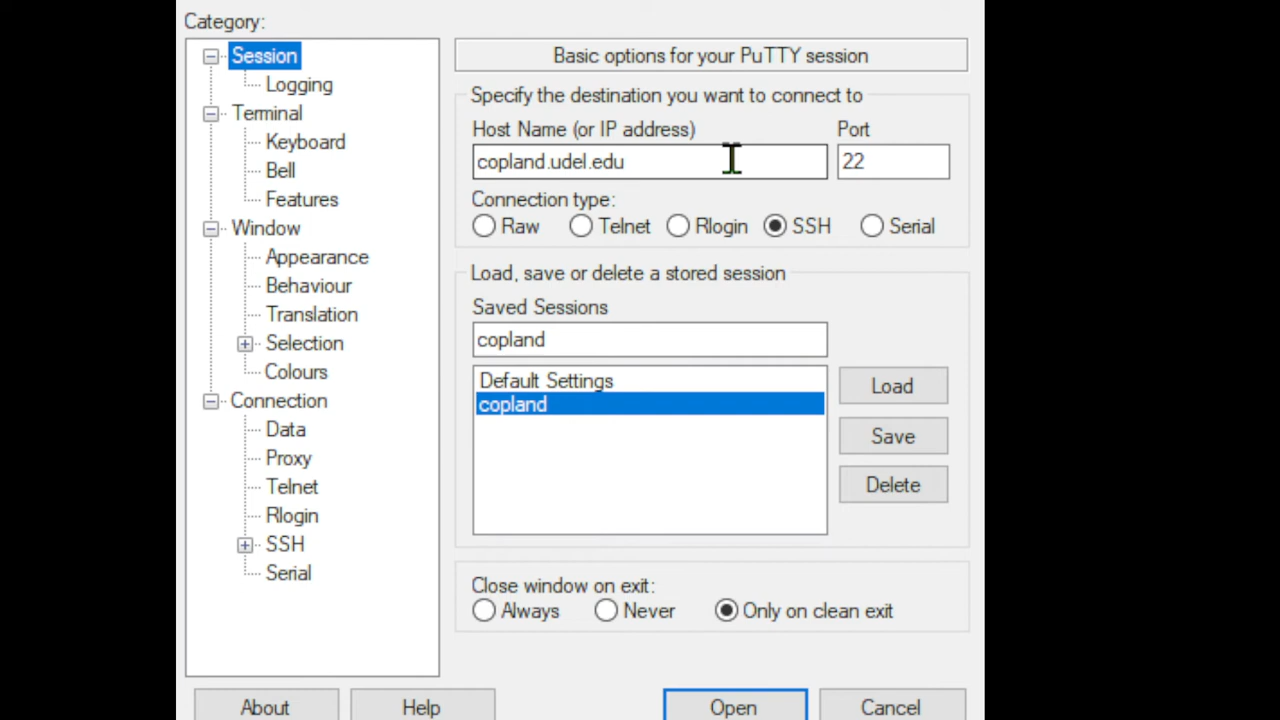 Category:
Session
Logging
Terminal
Keyboard
Bell
Features
Window
Appearance
Behaviour
Translation
Selection
Colours
Connection
Data
Proxy
Telnet
Rlogin
SSH
Serial
Basic options for your PuTTY session
Specify the destination you want to connect to
Host Name (or IP address) Port
copland.udel.edu 22
Connection type:
Raw Telnet Rlogin SSH Serial
Load, save or delete a stored session
Saved Sessions
copland
Default Settings
copland
Load
Save
Delete
Close window on exit:
Always Never Only on clean exit
About Help Open Cancel